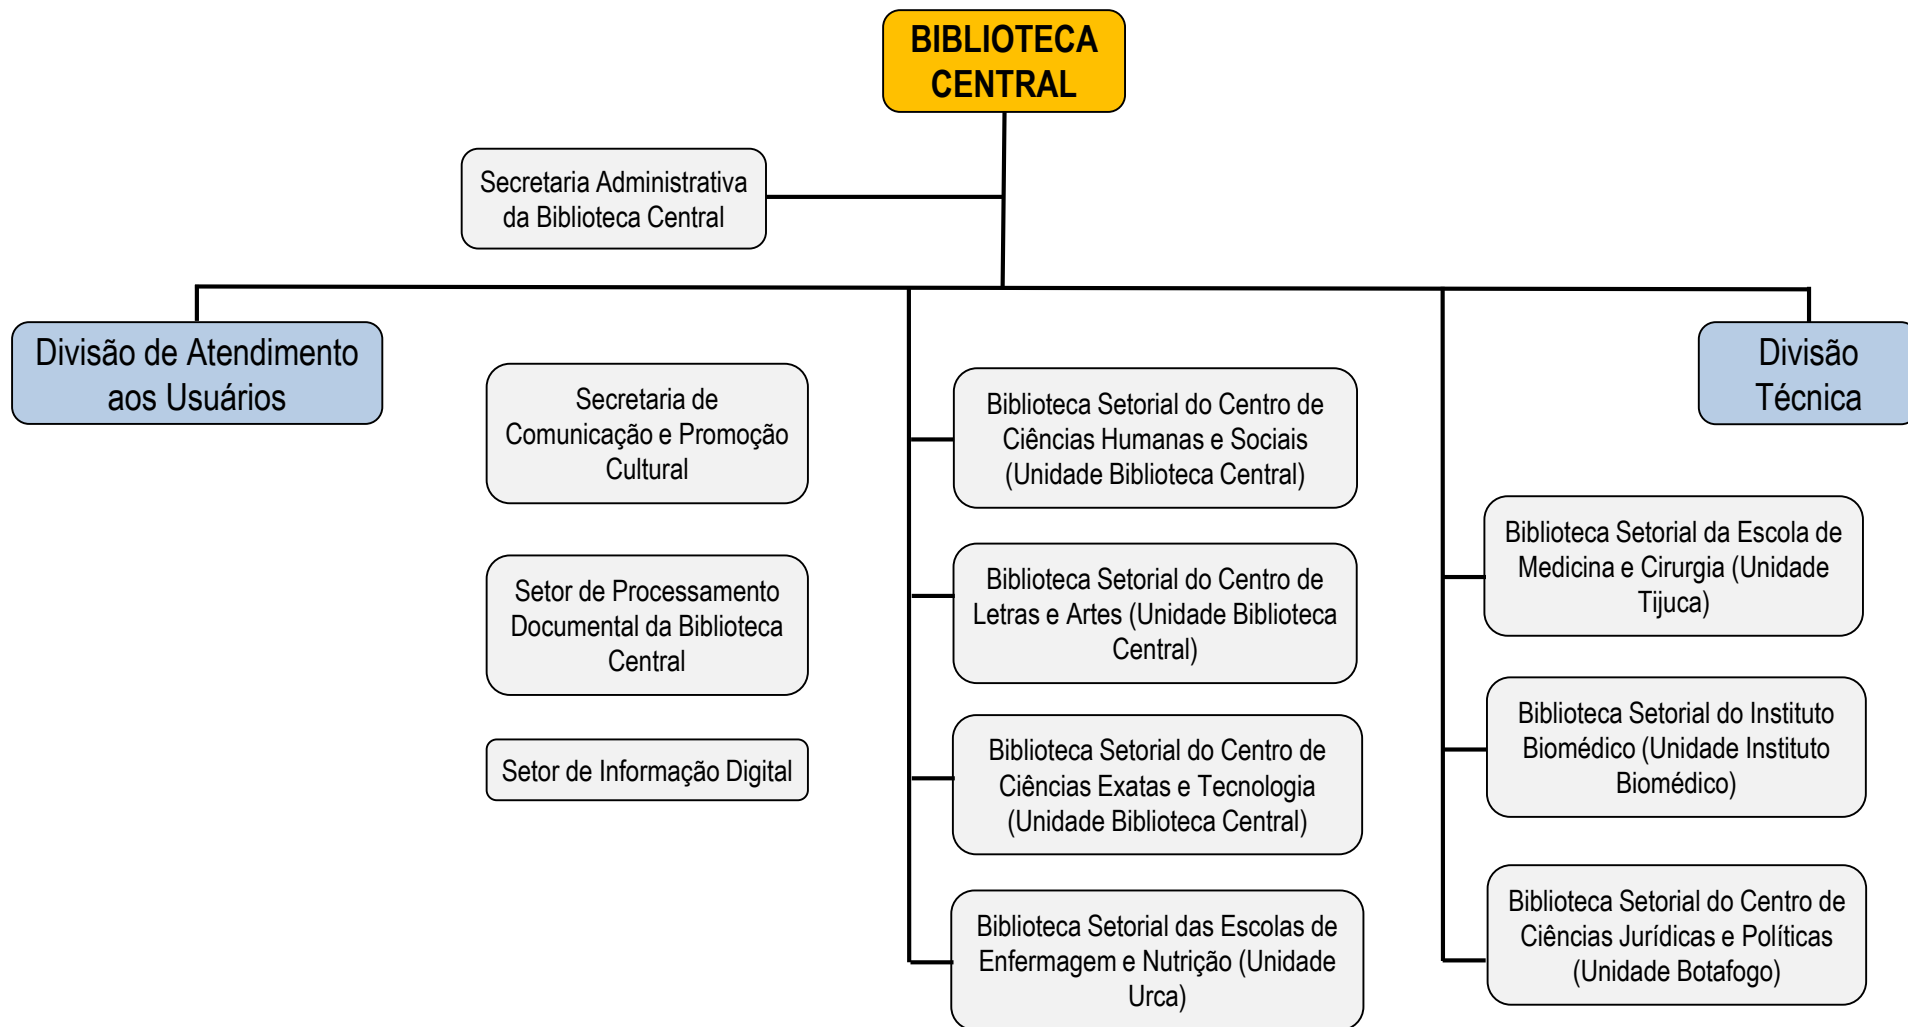 BIBLIOTECA
CENTRAL
Secretaria Administrativa
da Biblioteca Central
Divisão de Atendimento
aos Usuários
Divisão
Técnica
Secretaria de
Comunicação e Promoção
Cultural
Setor de Processamento
Documental da Biblioteca
Central
Setor de Informação Digital
Biblioteca Setorial do Centro de
Ciências Humanas e Sociais
(Unidade Biblioteca Central)
Biblioteca Setorial do Centro de
Letras e Artes (Unidade Biblioteca
Central)
Biblioteca Setorial do Centro de
Ciências Exatas e Tecnologia
(Unidade Biblioteca Central)
Biblioteca Setorial das Escolas de
Enfermagem e Nutrição (Unidade
Urca)
Biblioteca Setorial da Escola de
Medicina e Cirurgia (Unidade
Tijuca)
Biblioteca Setorial do Instituto
Biomédico (Unidade Instituto
Biomédico)
Biblioteca Setorial do Centro de
Ciências Jurídicas e Políticas
(Unidade Botafogo)